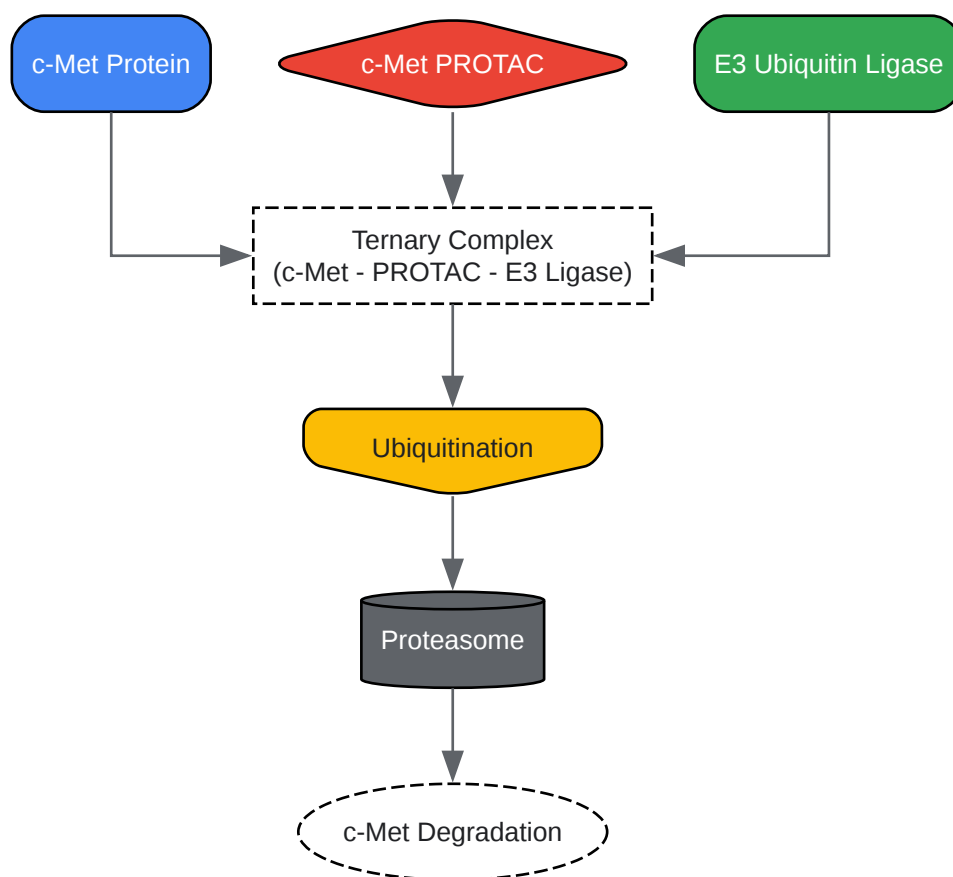 c-Met Protein
c-Met PROTAC
E3 Ubiquitin Ligase
Ternary Complex
(c-Met - PROTAC - E3 Ligase)
Ubiquitination
Proteasome
c-Met Degradation